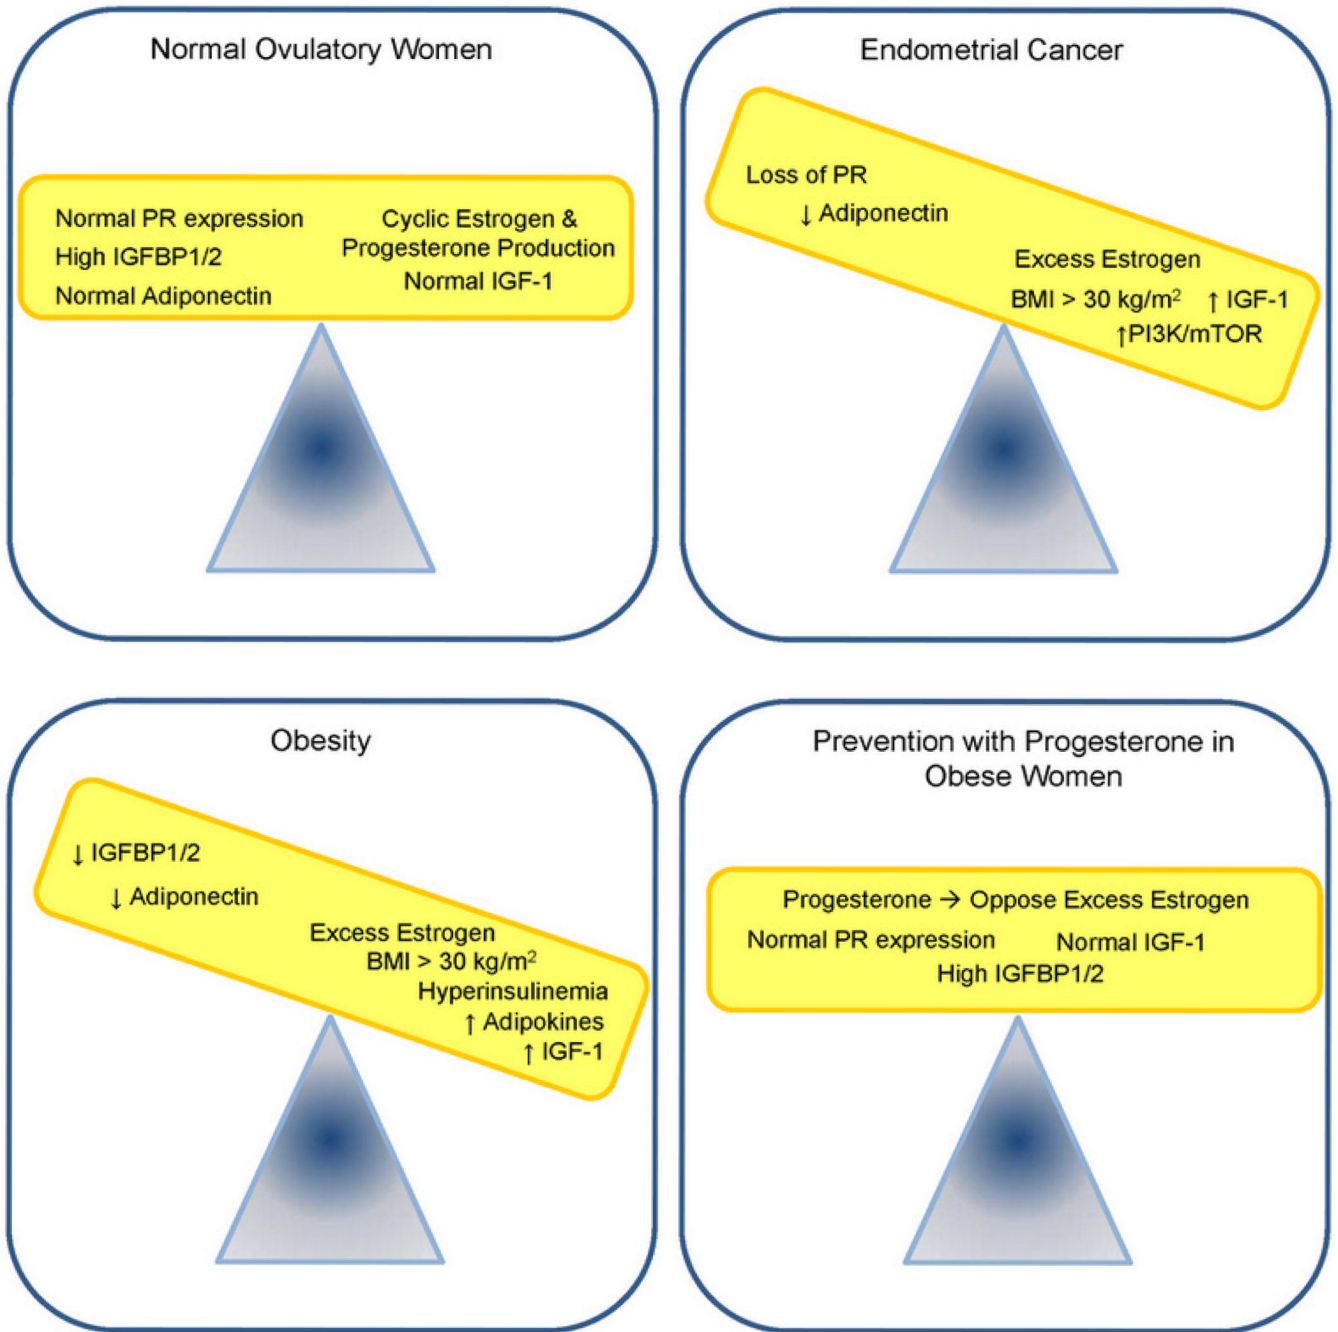 Normal Ovulatory Women
Normal PR expression
High IGFBP1/2
Normal Adiponectin
Cyclic Estrogen &
Progesterone Production
Normal IGF-1
Endometrial Cancer
Loss of PR
↓ Adiponectin
Excess Estrogen
BMI > 30 kg/m² ↑ IGF-1
↑PI3K/mTOR
Obesity
↓ IGFBP1/2
↓ Adiponectin
Excess Estrogen
BMI > 30 kg/m²
Hyperinsulinemia
↑ Adipokines
↑ IGF-1
Prevention with Progesterone in
Obese Women
Progesterone → Oppose Excess Estrogen
Normal PR expression Normal IGF-1
High IGFBP1/2